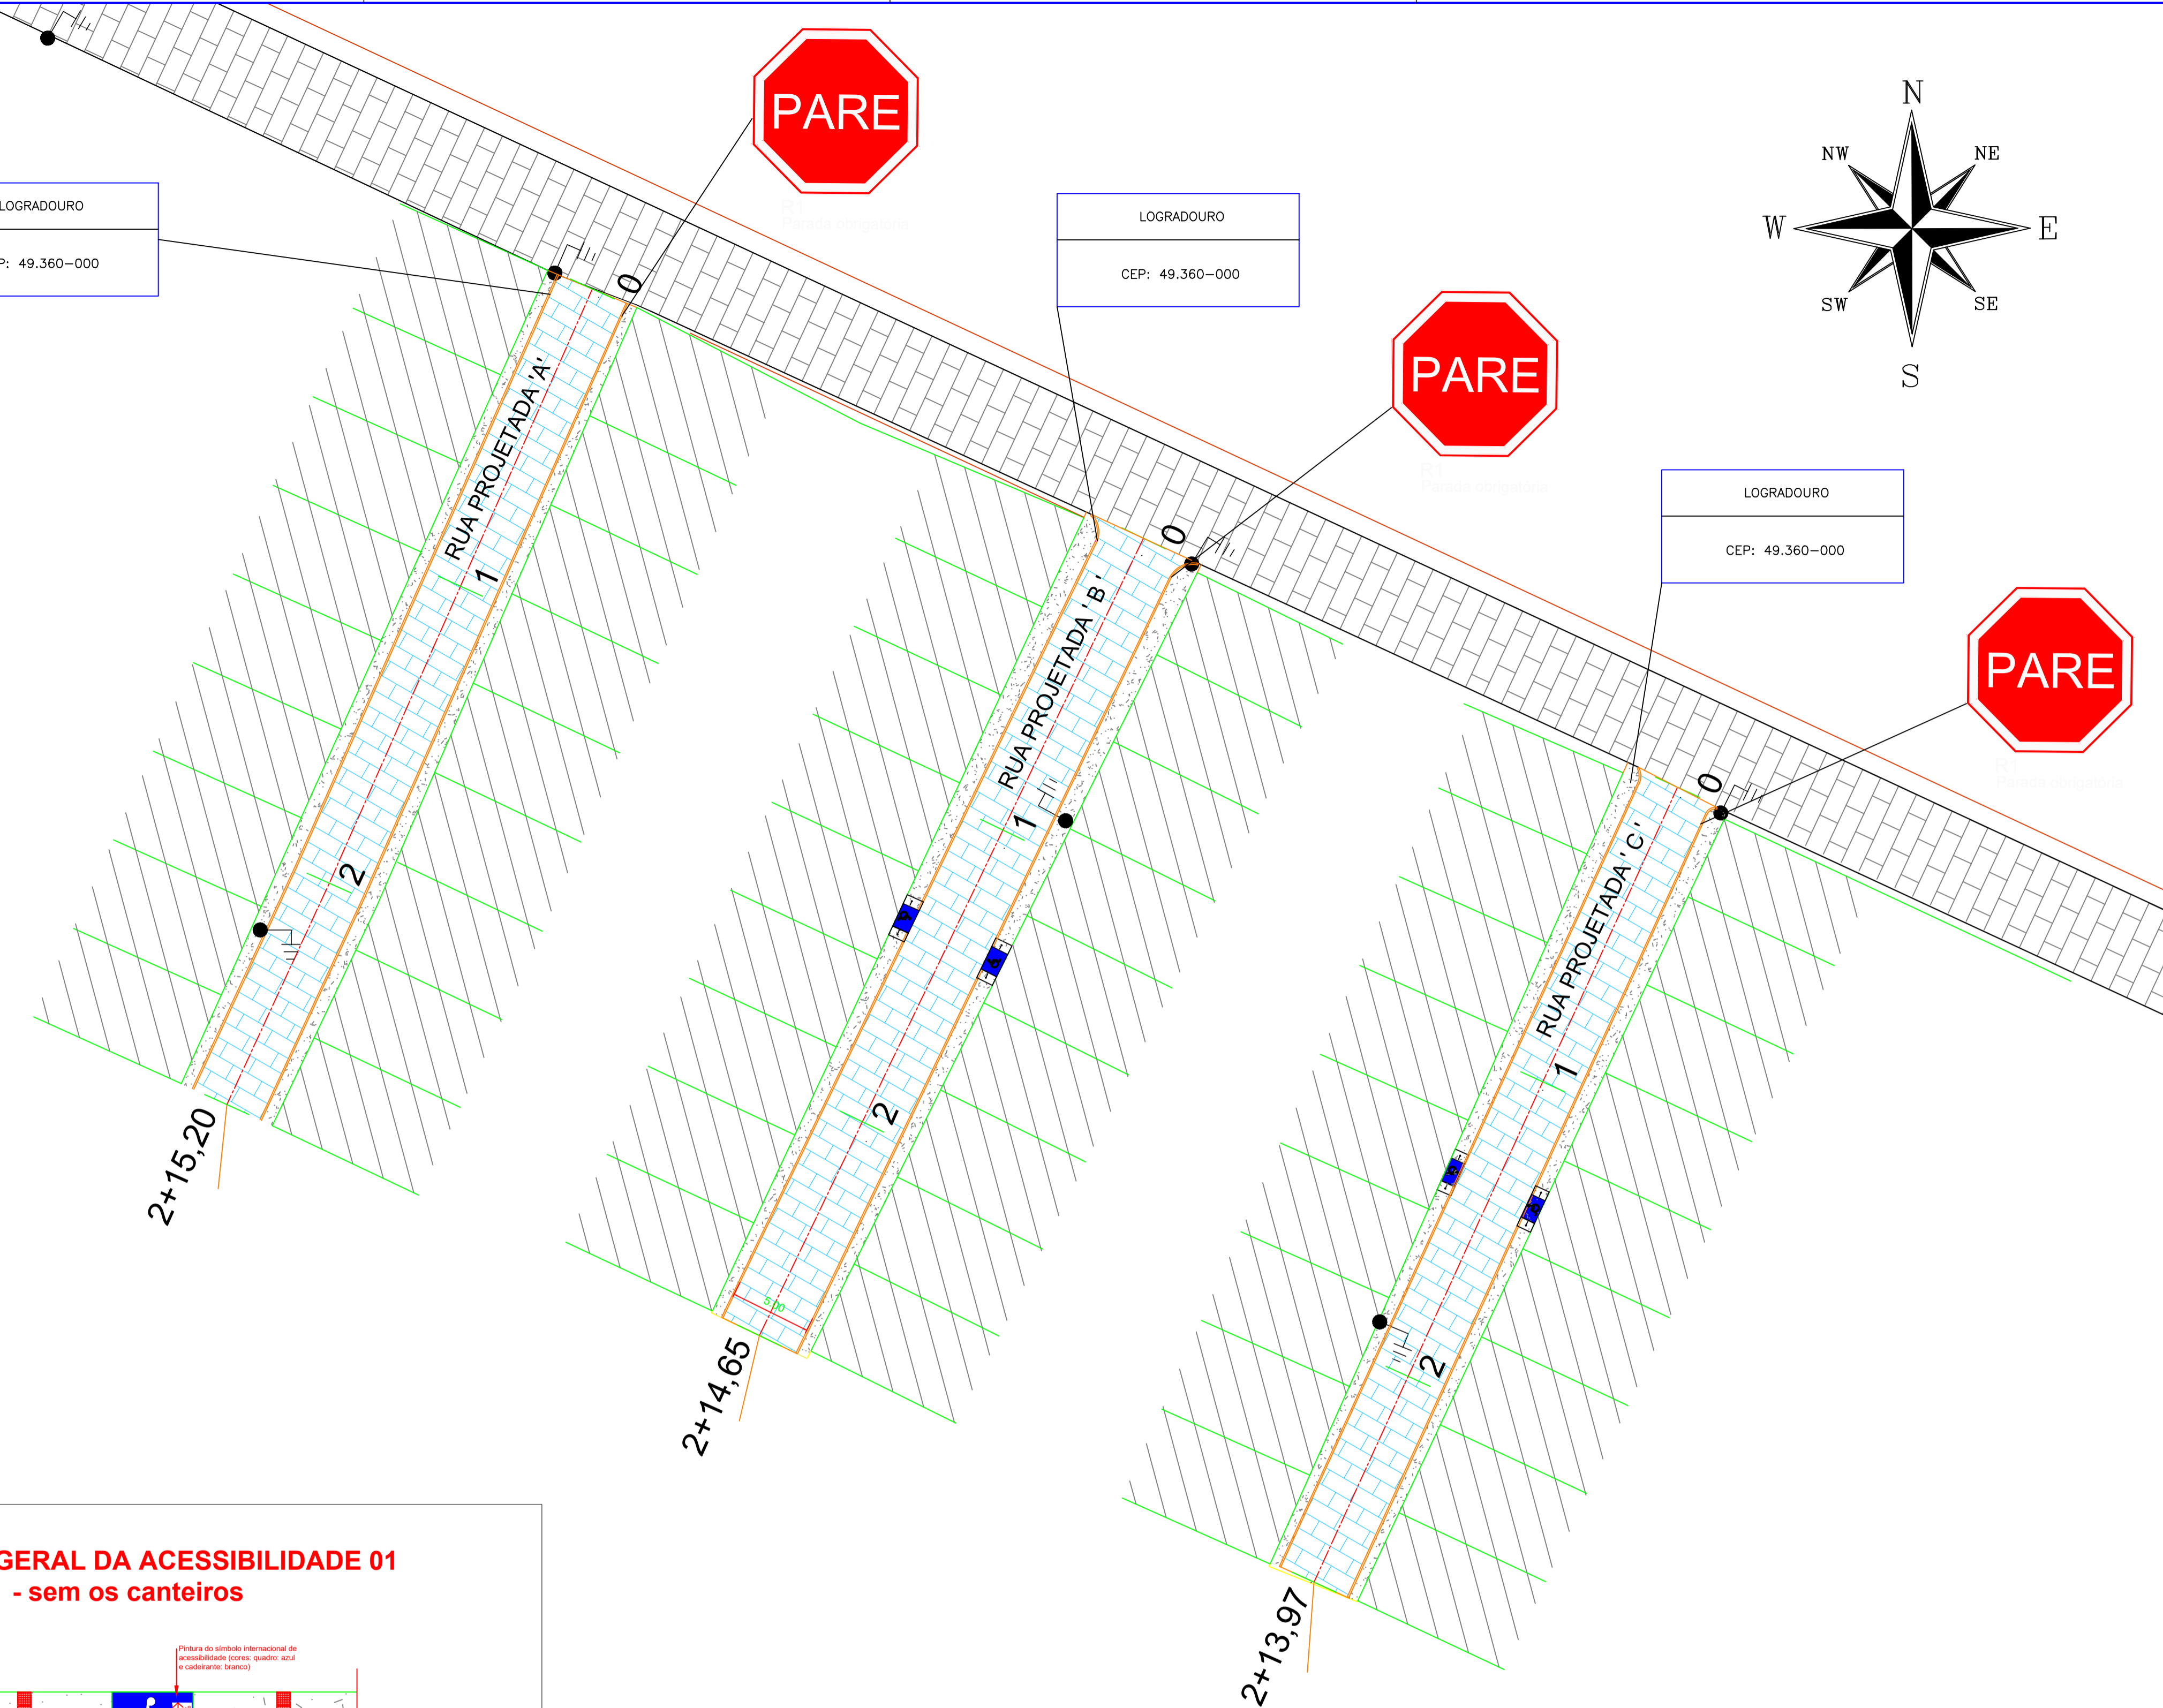 PARE
N
NW
NE
W
E
SW
SE
S
LOGRADOURO
49.360-000
LOGRADOURO
CEP: 49.360-000
PARE
LOGRADOURO
CEP: 49.360-000
PARE
0
RUA PROJETADA 'A'
1
2
2+15,20
0
RUA PROJETADA ' B '
1
2
5.00
2+14,65
0
RUA PROJETADA ' C '
1
2
2+13,97
GERAL DA ACESSIBILIDADE 01
- sem os canteiros
Pintura do símbolo internacional de
acessibilidade (cores: quadro: azul
e cadeirante: branco)